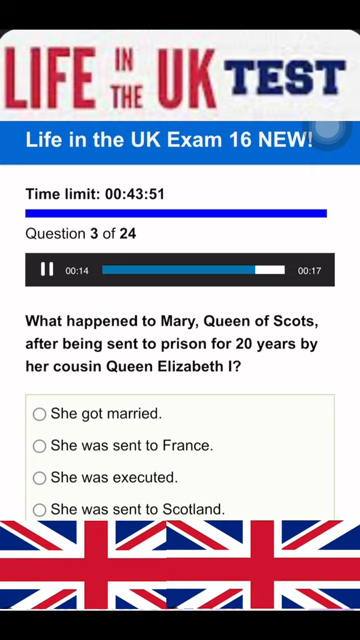 LIFE IN THE UK TEST
Life in the UK Exam 16 NEW!
Time limit: 00:43:51
Question 3 of 24
00:14 00:17
What happened to Mary, Queen of Scots,
after being sent to prison for 20 years by
her cousin Queen Elizabeth I?
She got married.
She was sent to France.
She was executed.
She was sent to Scotland.